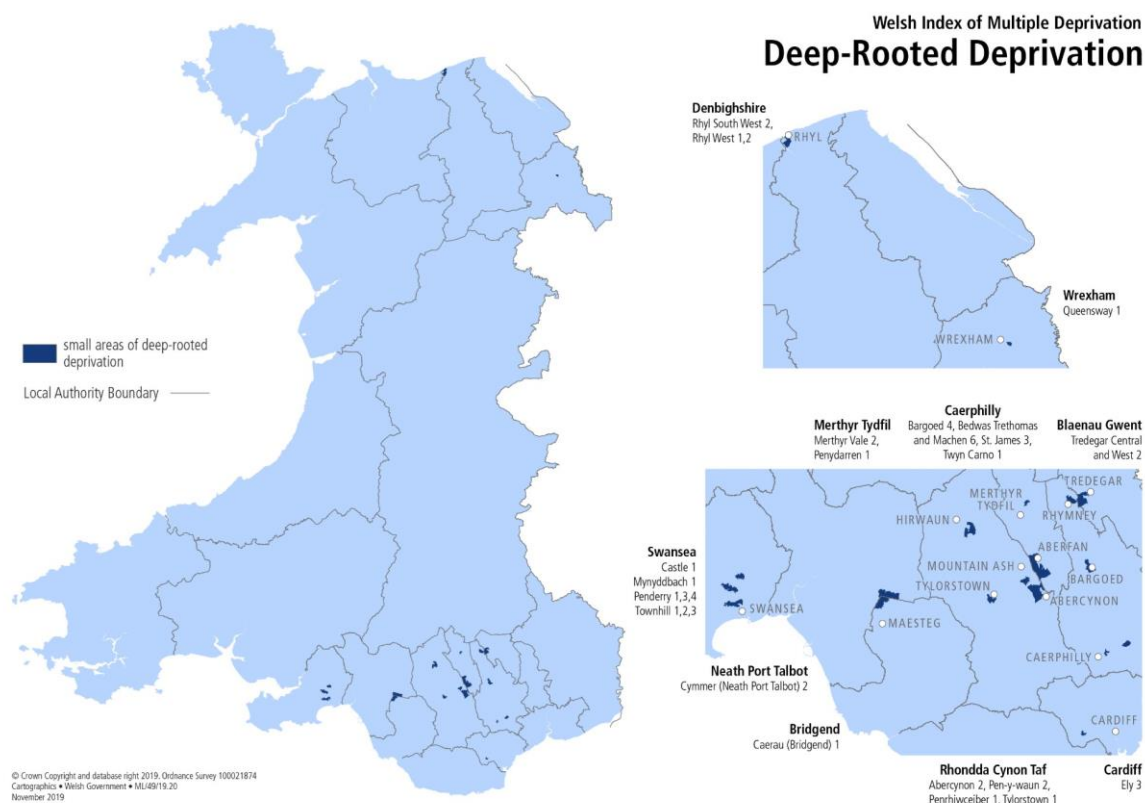 Welsh Index of Multiple Deprivation
Deep-Rooted Deprivation
Denbighshire
Rhyl South West 2,
Rhyl West 1,2
RHYL
Wrexham
Queensway 1
WREXHAM
small areas of deep-rooted
deprivation
Local Authority Boundary
Merthyr Tydfil
Merthyr Vale 2,
Penydarren 1
Caerphilly
Bargoed 4, Bedwas Trethomas
and Machen 6, St. James 3,
Twyn Carno 1
Blaenau Gwent
Tredegar Central
and West 2
TREDEGAR
MERTHYR
TYDFIL
RHYMNEY
HIRWAUN
ABERFAN
MOUNTAIN ASH
BARGOED
TYLORSTOWN
ABERCYNON
Swansea
Castle 1
Mynyddbach 1
Penderry 1,3,4
Townhill 1,2,3
SWANSEA
MAESTEG
CAERPHILLY
Neath Port Talbot
Cymmer (Neath Port Talbot) 2
CARDIFF
Bridgend
Caerau (Bridgend) 1
Rhondda Cynon Taf
Abercynon 2, Pen-y-waun 2,
Penrhiwceiber 1, Tylorstown 1
Cardiff
Ely 3
© Crown Copyright and database right 2019. Ordnance Survey 100021874
Cartographics • Welsh Government • ML/49/19.20
November 2019